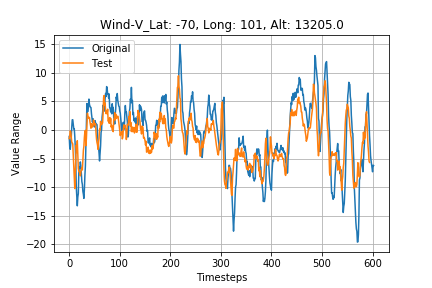 Wind-V_Lat: -70, Long: 101, Alt: 13205.0
Original
Test
Value Range
15
10
5
0
−5
−10
−15
−20
0 100 200 300 400 500 600
Timesteps